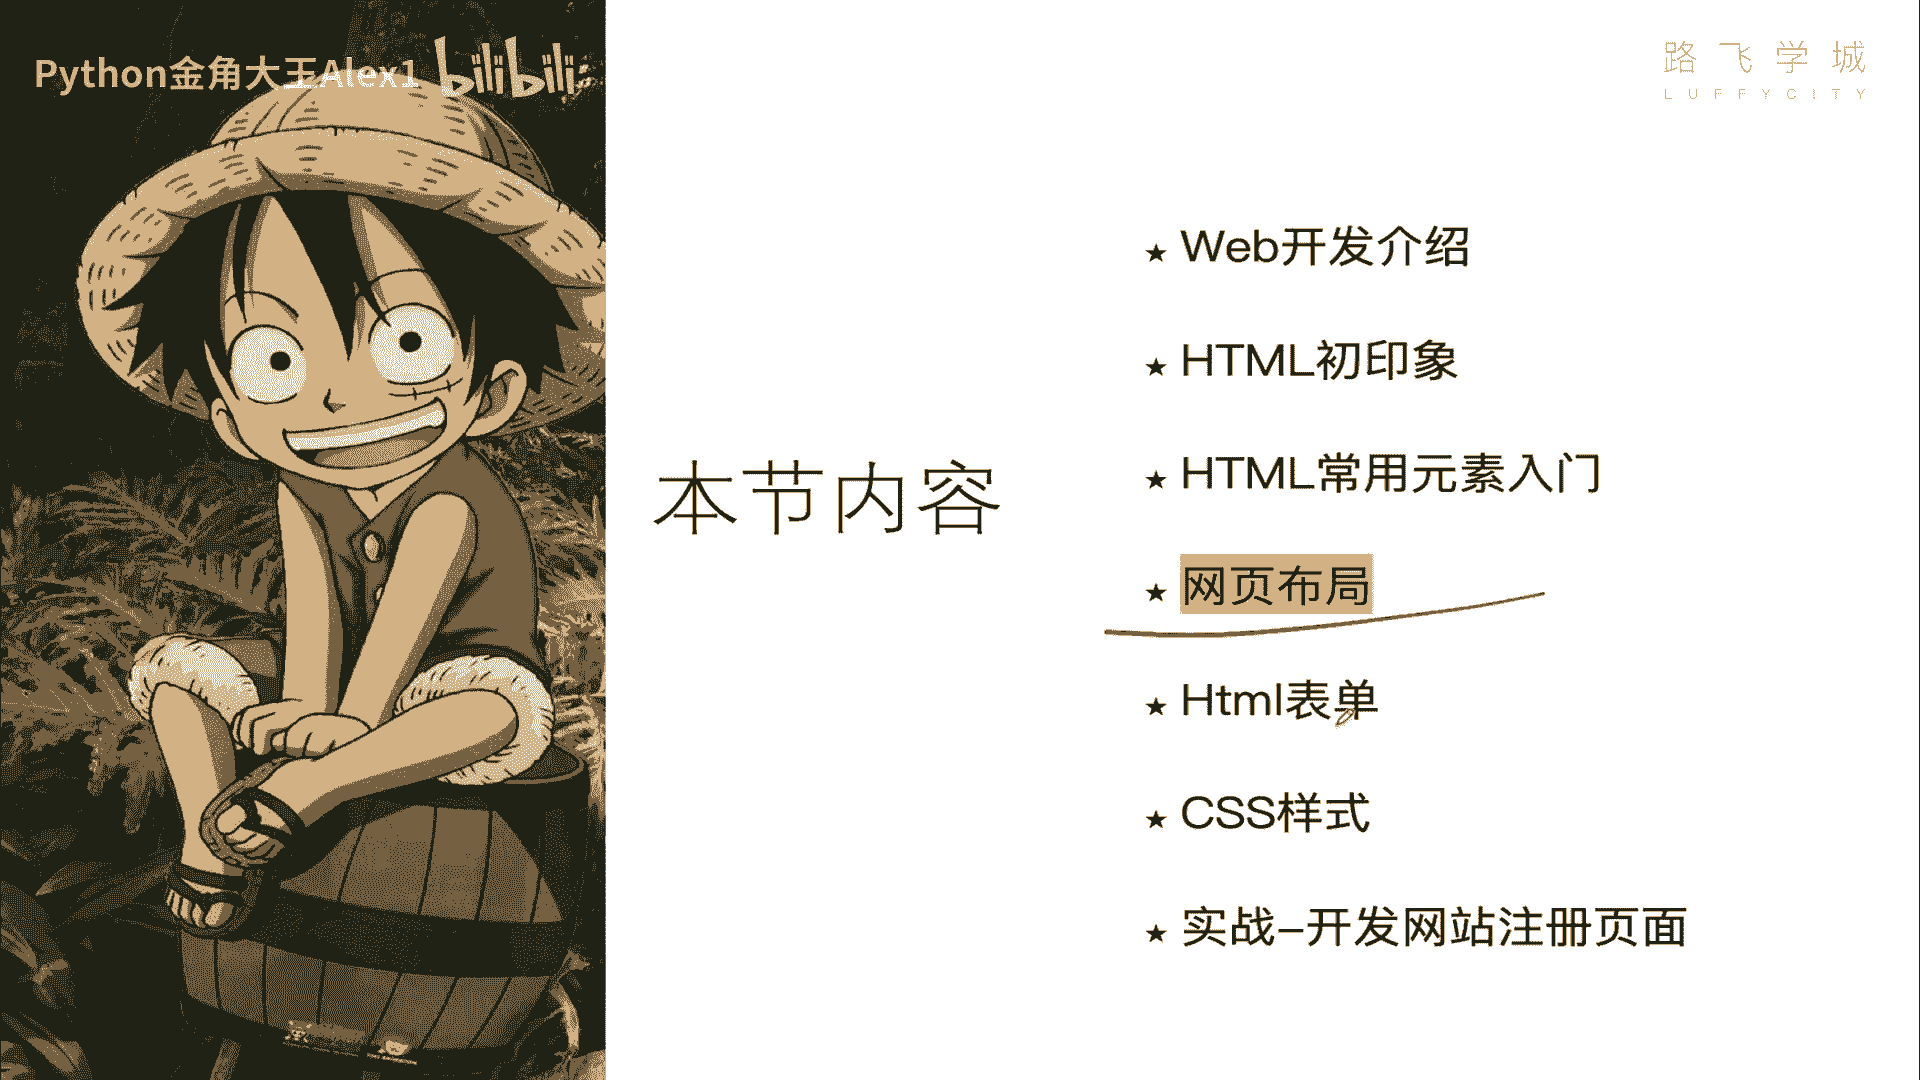 Python金角大王Alex1 bilibili
路飞学城
LUFFYCITY
本节内容
★ Web开发介绍
★ HTML初印象
★ HTML常用元素入门
★ 网页布局
★ Html表单
★ CSS样式
★ 实战–开发网站注册页面